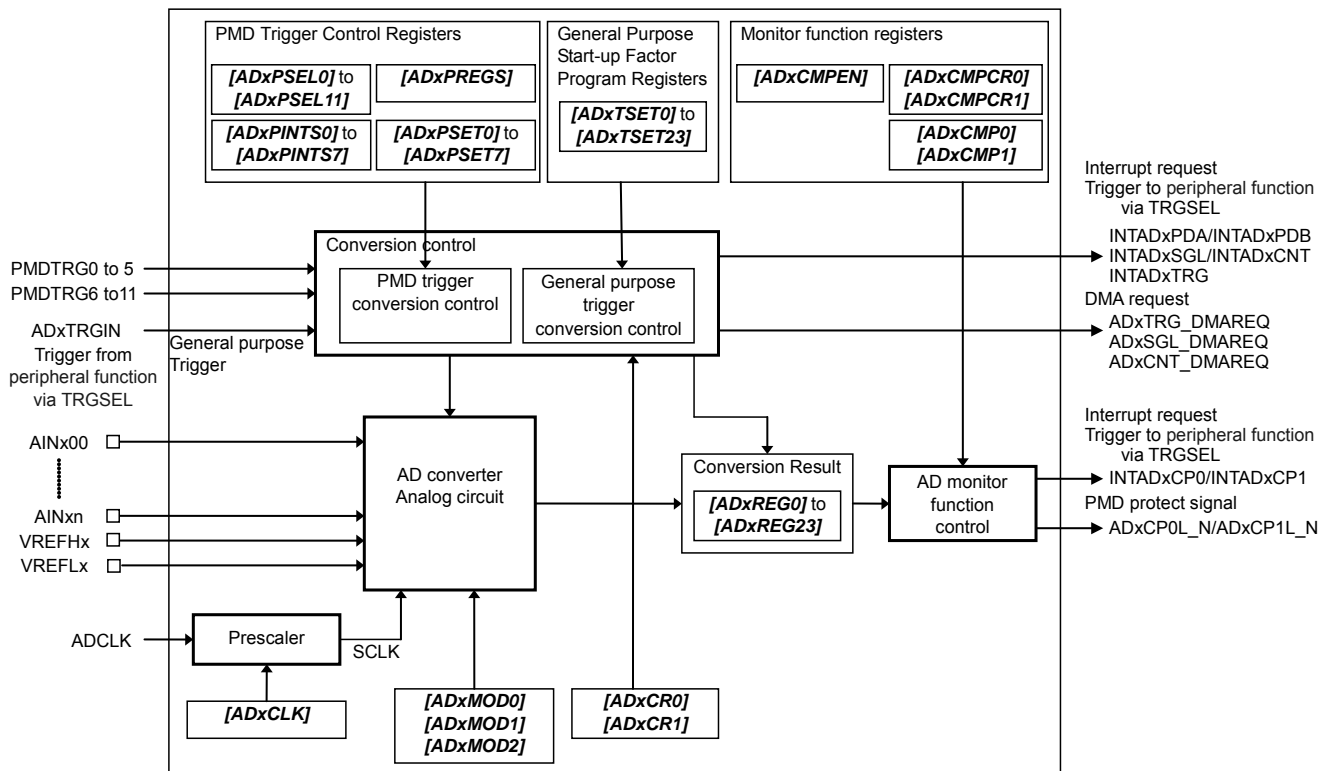 PMD Trigger Control Registers
[ADxPSEL0] to
[ADxPSEL11]
[ADxPREGS]
[ADxPINTS0] to
[ADxPINTS7]
[ADxPSET0] to
[ADxPSET7]
General Purpose
Start-up Factor
Program Registers
[ADxTSET0] to
[ADxTSET23]
Monitor function registers
[ADxCMPEN]
[ADxCMPCR0]
[ADxCMPCR1]
[ADxCMP0]
[ADxCMP1]
Conversion control
PMD trigger
conversion control
General purpose
trigger
conversion control
PMDTRG0 to 5
PMDTRG6 to11
ADxTRGIN
Trigger from
peripheral function
via TRGSEL
General purpose
Trigger
Interrupt request
Trigger to peripheral function
via TRGSEL
INTADxPDA/INTADxPDB
INTADxSGL/INTADxCNT
INTADxTRG
DMA request
ADxTRG_DMAREQ
ADxSGL_DMAREQ
ADxCNT_DMAREQ
AINx00
AINxn
VREFHx
VREFLx
AD converter
Analog circuit
Conversion Result
[ADxREG0] to
[ADxREG23]
AD monitor
function
control
Interrupt request
Trigger to peripheral function
via TRGSEL
INTADxCP0/INTADxCP1
PMD protect signal
ADxCP0L_N/ADxCP1L_N
ADCLK
Prescaler
SCLK
[ADxCLK]
[ADxMOD0]
[ADxMOD1]
[ADxMOD2]
[ADxCR0]
[ADxCR1]